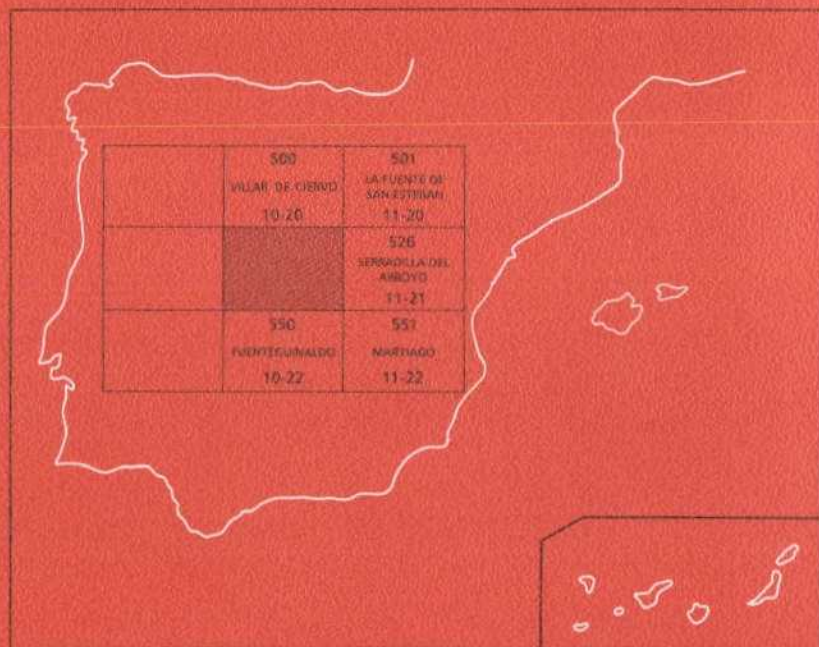 500
VILLAR DE CIERVO
10-20
501
LA FUENTE DE
SAN ESTEBAN
11-20
526
SERRADILLA DEL
ARROYO
11-21
550
FUENTEGUINALDO
10-22
551
MARTIAGO
11-22